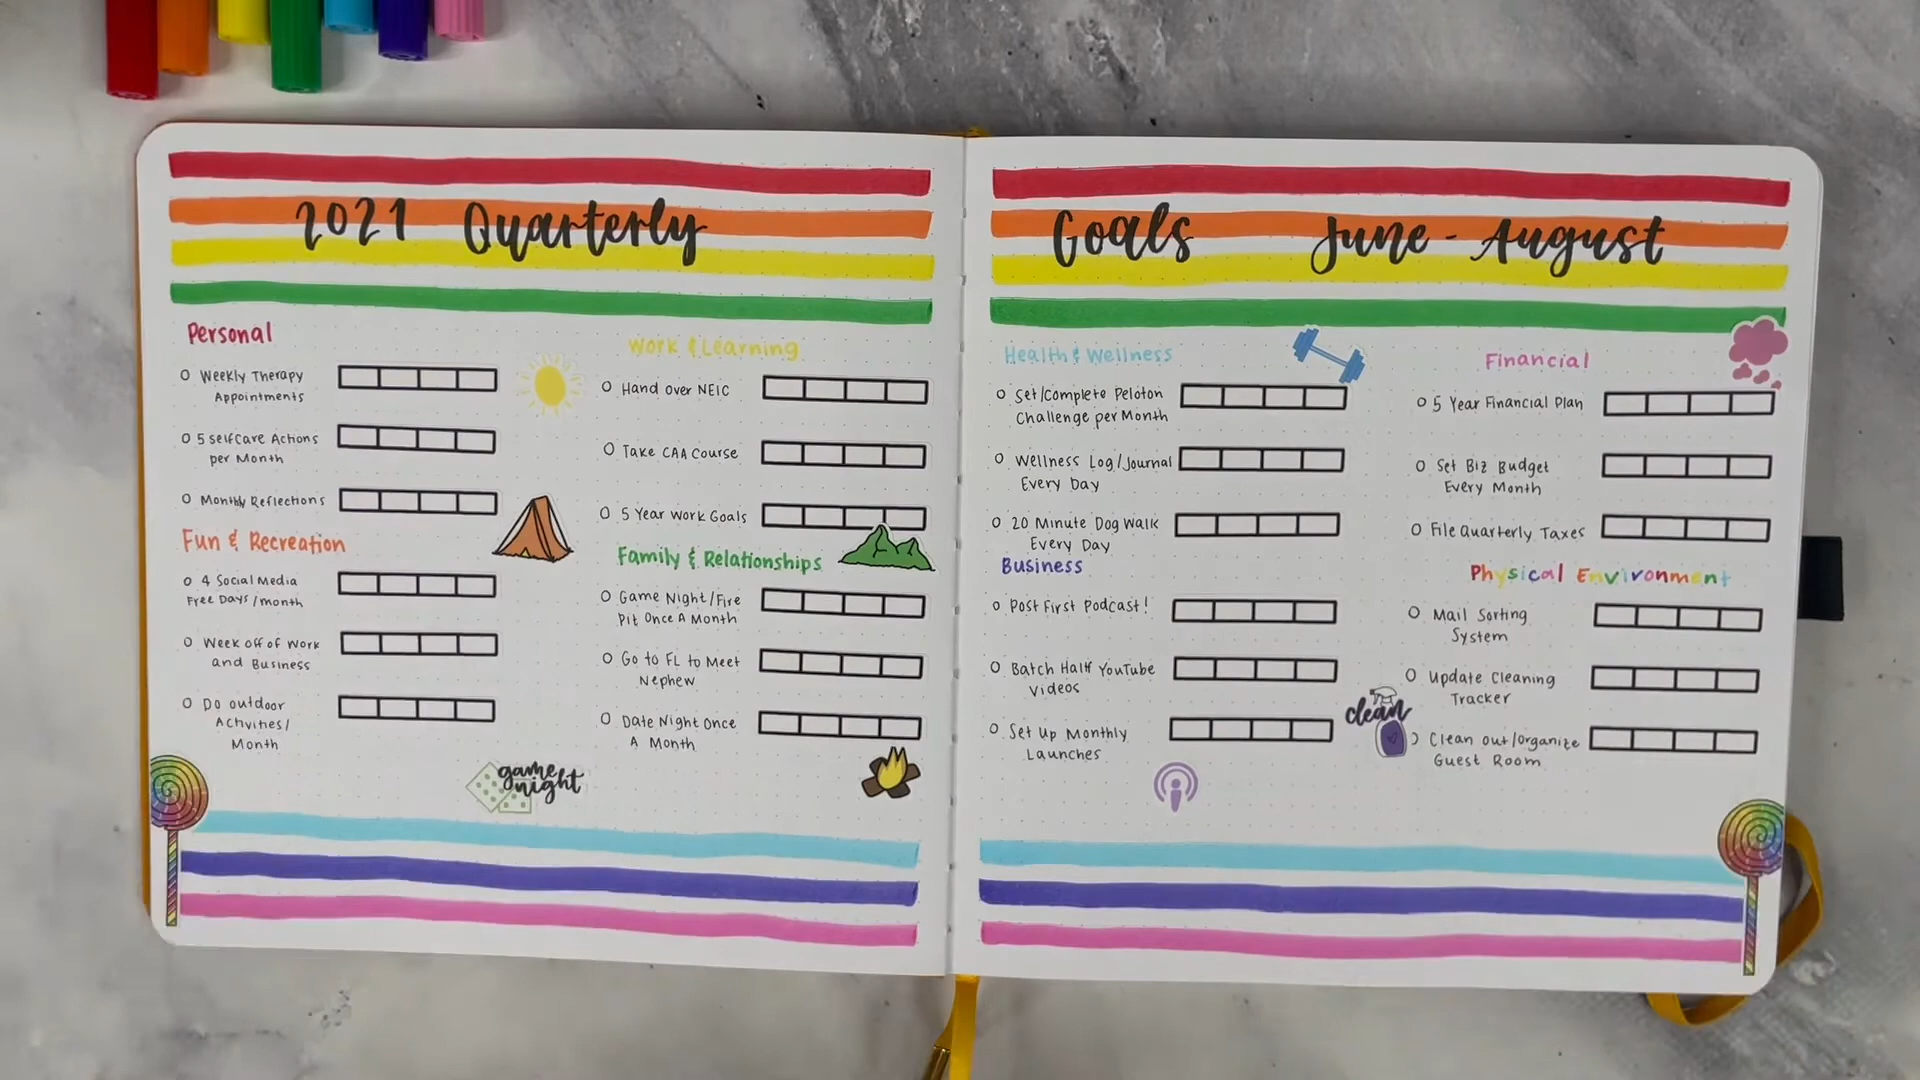 2021 Quarterly
Goals June - August
Personal
Weekly Therapy
Appointments
5 Selfcare Actions
per Month
Monthly Reflections
Fun & Recreation
4 Social Media
Free Days/month
Week off of Work
and Business
Do outdoor
Activities/
Month
Work & Learning
Hand Over NEIC
Take CAA Course
5 Year Work Goals
Family & Relationships
Game Night/Fire
Pit Once A Month
Go to FL to Meet
Nephew
Date Night Once
A Month
game
night
Health & Wellness
Set/Complete Peloton
Challenge per Month
Wellness Log/Journal
Every Day
20 Minute Dog Walk
Every Day
Business
Post First Podcast!
Batch Half YouTube
Videos
Set Up Monthly
Launches
Financial
5 Year Financial Plan
Set Biz Budget
Every Month
File Quarterly Taxes
Physical Environment
Mail Sorting
System
Update Cleaning
Tracker
Clean out/organize
Guest Room
clean